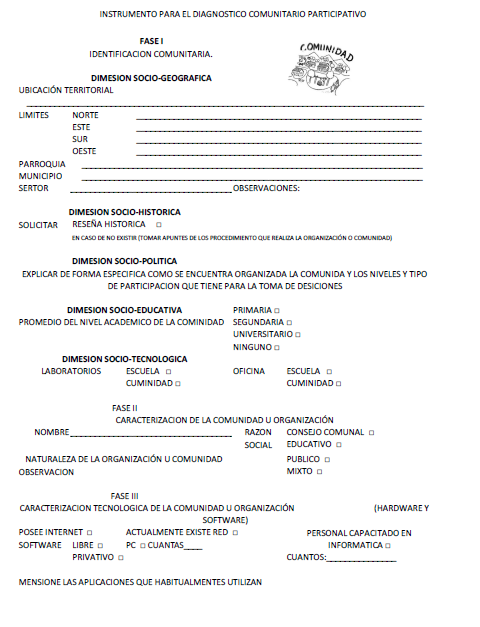 INSTRUMENTO PARA EL DIAGNOSTICO COMUNITARIO PARTICIPATIVO
FASE I
IDENTIFICACION COMUNITARIA.
COMUNIDAD
DIMESION SOCIO-GEOGRAFICA
UBICACIÓN TERRITORIAL
LIMITES NORTE
ESTE
SUR
OESTE
PARROQUIA
MUNICIPIO
SERTOR OBSERVACIONES:
DIMESION SOCIO-HISTORICA
SOLICITAR RESEÑA HISTORICA □
EN CASO DE NO EXISTIR (TOMAR APUNTES DE LOS PROCEDIMIENTO QUE REALIZA LA ORGANIZACIÓN O COMUNIDAD)
DIMESION SOCIO-POLITICA
EXPLICAR DE FORMA ESPECIFICA COMO SE ENCUENTRA ORGANIZADA LA COMUNIDA Y LOS NIVELES Y TIPO
DE PARTICIPACION QUE TIENE PARA LA TOMA DE DESICIONES
DIMESION SOCIO-EDUCATIVA PRIMARIA □
PROMEDIO DEL NIVEL ACADEMICO DE LA COMINIDAD SEGUNDARIA □
UNIVERSITARIO □
NINGUNO □
DIMESION SOCIO-TECNOLOGICA
LABORATORIOS ESCUELA □ OFICINA ESCUELA □
CUMINIDAD □ CUMINIDAD □
FASE II
CARACTERIZACION DE LA COMUNIDAD U ORGANIZACIÓN
NOMBRE RAZON CONSEJO COMUNAL □
SOCIAL EDUCATIVO □
NATURALEZA DE LA ORGANIZACIÓN U COMUNIDAD PUBLICO □
OBSERVACION MIXTO □
FASE III
CARACTERIZACION TECNOLOGICA DE LA COMUNIDAD U ORGANIZACIÓN (HARDWARE Y
SOFTWARE)
POSEE INTERNET □ ACTUALMENTE EXISTE RED □ PERSONAL CAPACITADO EN
SOFTWARE LIBRE □ PC □ CUANTAS____ INFORMATICA □
PRIVATIVO □ CUANTOS:
MENSIONE LAS APLICACIONES QUE HABITUALMENTES UTILIZAN